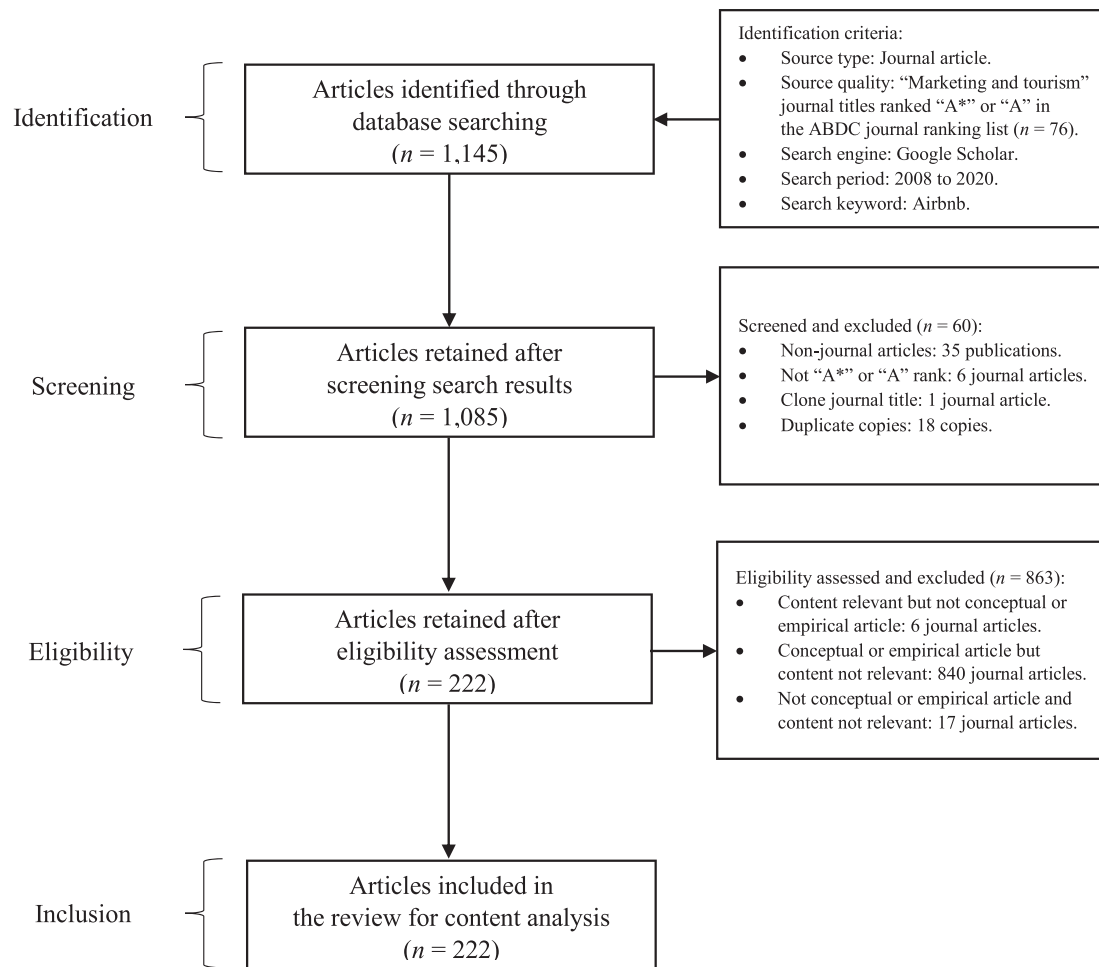 Identification
Articles identified through
database searching
(n = 1,145)
Identification criteria:
• Source type: Journal article.
• Source quality: “Marketing and tourism”
journal titles ranked “A*” or “A” in
the ABDC journal ranking list (n = 76).
• Search engine: Google Scholar.
• Search period: 2008 to 2020.
• Search keyword: Airbnb.
Screening
Articles retained after
screening search results
(n = 1,085)
Screened and excluded (n = 60):
• Non-journal articles: 35 publications.
• Not “A*” or “A” rank: 6 journal articles.
• Clone journal title: 1 journal article.
• Duplicate copies: 18 copies.
Eligibility
Articles retained after
eligibility assessment
(n = 222)
Eligibility assessed and excluded (n = 863):
• Content relevant but not conceptual or
empirical article: 6 journal articles.
• Conceptual or empirical article but
content not relevant: 840 journal articles.
• Not conceptual or empirical article and
content not relevant: 17 journal articles.
Inclusion
Articles included in
the review for content analysis
(n = 222)